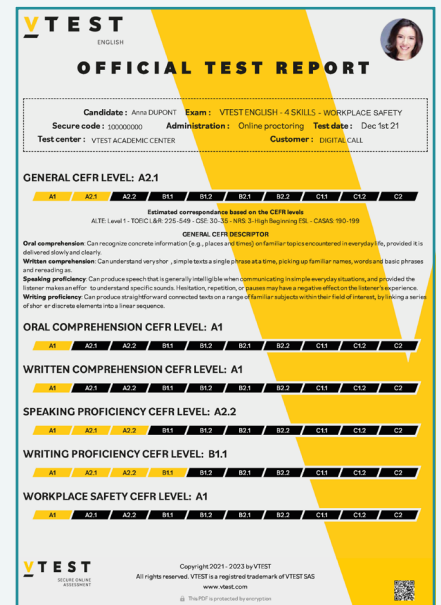 VTEST
ENGLISH
OFFICIAL TEST REPORT
Candidate : Anna DUPONT Exam : VTEST ENGLISH - 4 SKILLS - WORKPLACE SAFETY
Secure code : 100000000 Administration : Online proctoring Test date : Dec 1st 21
Test center : VTEST ACADEMIC CENTER Customer : DIGITAL CALL
GENERAL CEFR LEVEL: A2.1
A1 A2.1 A2.2 B1.1 B1.2 B2.1 B2.2 C1.1 C1.2 C2
Estimated correspondance based on the CEFR levels
ALTE: Level 1 - TOEIC L&R: 225-549 - GSE: 30-35 - NRS: 3- High Beginning ESL - CASAS: 190-199
GENERAL CEFR DESCRIPTOR
Oral comprehension: Can recognize concrete information (e.g., places and times) on familiar topics encountered in everyday life, provided it is
delivered slowly and clearly.
Written comprehension: Can understand very shor , simple texts a single phrase at a time, picking up familiar names, words and basic phrases
and rereading as.
Speaking proficiency: Can produce speech that is generally intelligible when communicating in simple everyday situations, and provided the
listener makes an effor to understand specific sounds. Hesitation, repetition, or pauses may have a negative effect on the listener's experience.
Writing proficiency: Can produce straightforward connected texts on a range of familiar subjects within their field of interest, by linking a series
of shor er discrete elements into a linear sequence.
ORAL COMPREHENSION CEFR LEVEL: A1
A1 A2.1 A2.2 B1.1 B1.2 B2.1 B2.2 C1.1 C1.2 C2
WRITTEN COMPREHENSION CEFR LEVEL: A1
A1 A2.1 A2.2 B1.1 B1.2 B2.1 B2.2 C1.1 C1.2 C2
SPEAKING PROFICIENCY CEFR LEVEL: A2.2
A1 A2.1 A2.2 B1.1 B1.2 B2.1 B2.2 C1.1 C1.2 C2
WRITING PROFICIENCY CEFR LEVEL: B1.1
A1 A2.1 A2.2 B1.1 B1.2 B2.1 B2.2 C1.1 C1.2 C2
WORKPLACE SAFETY CEFR LEVEL: A1
A1 A2.1 A2.2 B1.1 B1.2 B2.1 B2.2 C1.1 C1.2 C2
VTEST
SECURE ONLINE
ASSESSMENT
Copyright 2021 - 2023 by VTEST
All rights reserved. VTEST is a registred trademark of VTEST SAS
www.vtest.com
This PDF is protected by encryption